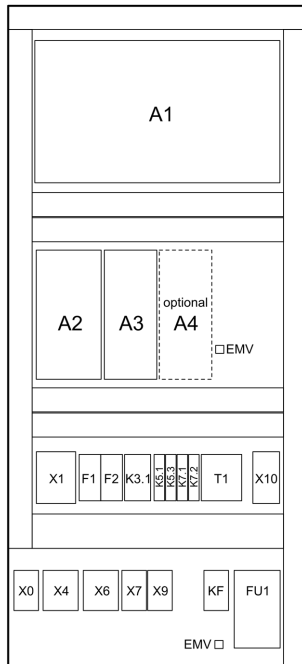 A1
optional
A2 A3 A4
EMV
X1 F1 F2 K3.1 K5.1 K5.3 K7.1 K7.2 T1 X10
X0 X4 X6 X7 X9 KF FU1
EMV